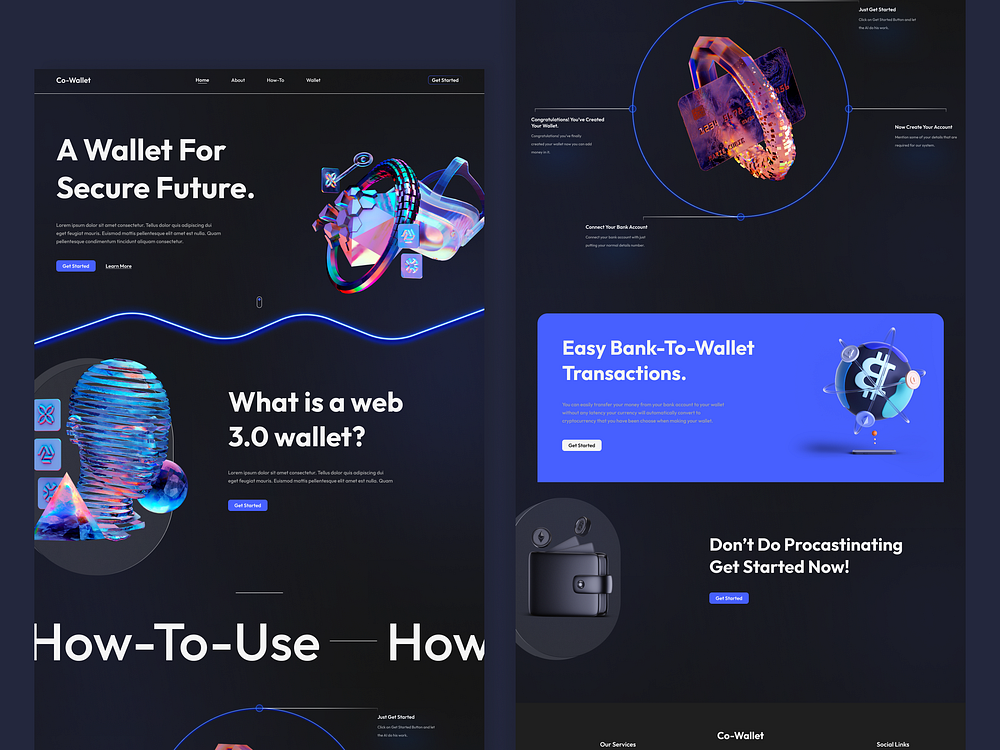 Co-Wallet
Home
About
How-To
Wallet
Get Started
A Wallet For
Secure Future.
Lorem ipsum dolor sit amet consectetur. Tellus dolor quis adipiscing dui
eget feugiat mauris. Euismod mattis pellentesque elit amet est nulla. Quam
pellentesque condimentum tincidunt aliquam consectetur.
Get Started
Learn More
What is a web
3.0 wallet?
Lorem ipsum dolor sit amet consectetur. Tellus dolor quis adipiscing dui
eget feugiat mauris. Euismod mattis pellentesque elit amet est nulla. Quam
Get Started
How-To-Use
How
Just Get Started
Click on Get Started Button and let
the AI do his work.
Just Get Started
Click on Get Started Button and let
the AI do his work.
Congratulations! You've Created
Your Wallet.
Congratulations! you've finally
created your wallet now you can add
money in it.
Now Create Your Account
Mention some of your details that are
required for our system.
Connect Your Bank Account
Connect your bank account with just
putting your normal details number.
Easy Bank-To-Wallet
Transactions.
You can easily transfer your money from your bank account to your wallet
without any latency your currency will automatically convert to
cryptocurrency that you have been choose when making your wallet.
Get Started
Don't Do Procastinating
Get Started Now!
Get Started
Our Services
Co-Wallet
Social Links